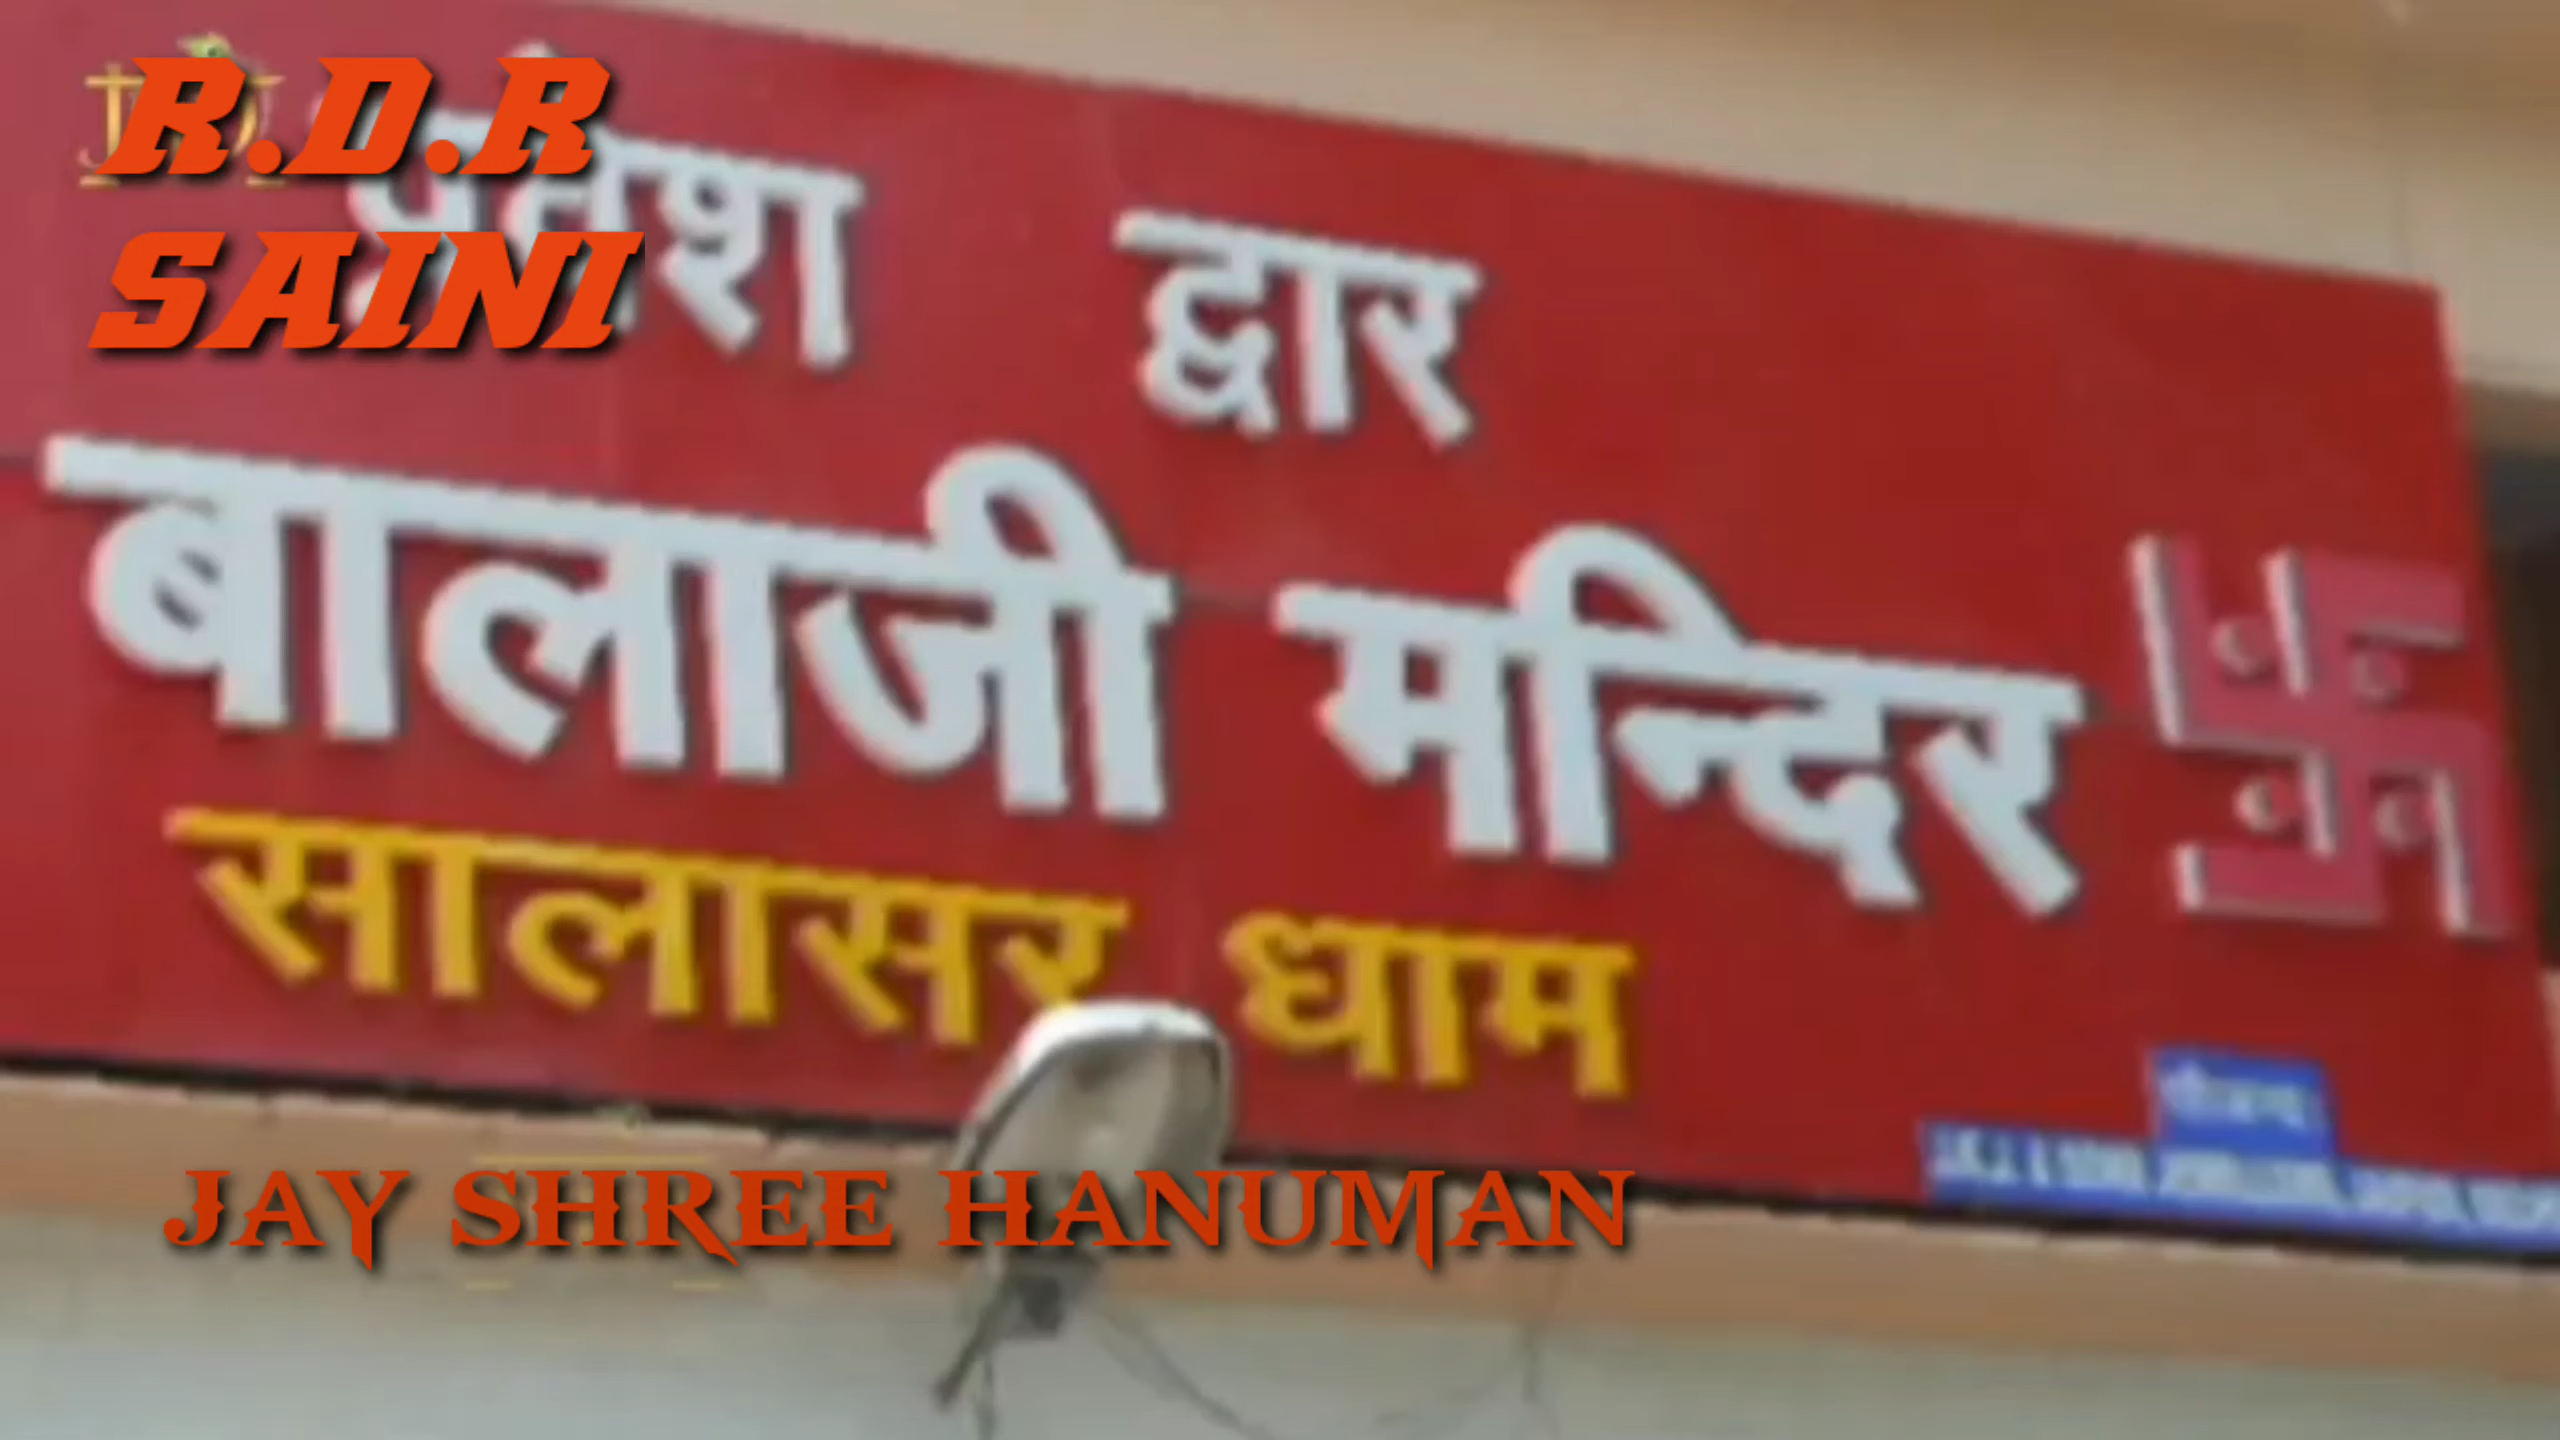 R.D.R
SAINI
प्रवेश द्वार
बालाजी मन्दिर
सालासर धाम
JAY SHREE HANUMAN